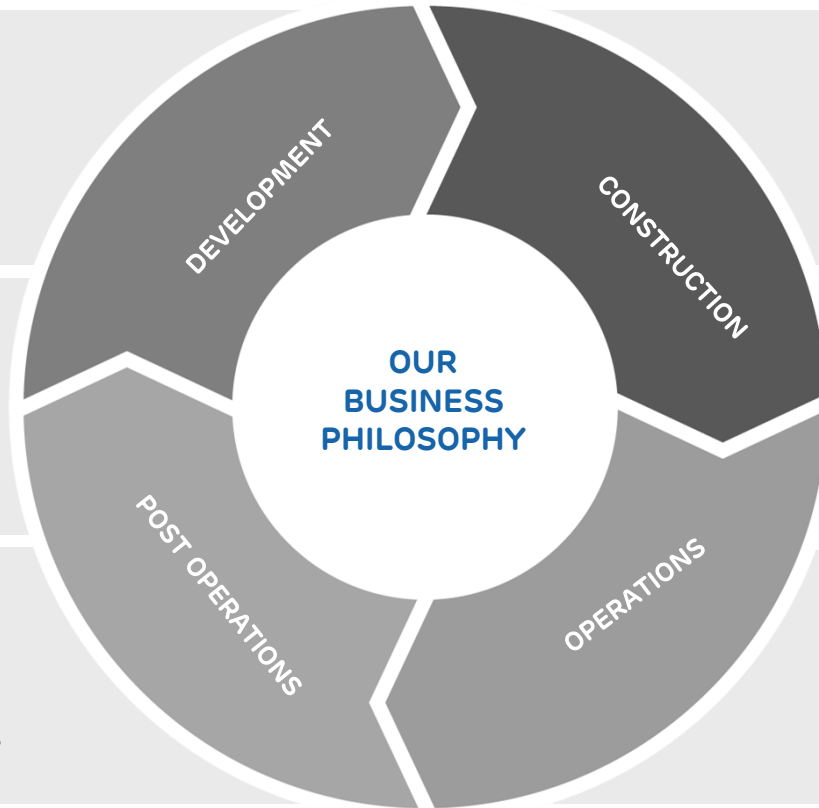 DEVELOPMENT
CONSTRUCTION
OUR
BUSINESS
PHILOSOPHY
POST OPERATIONS
OPERATIONS